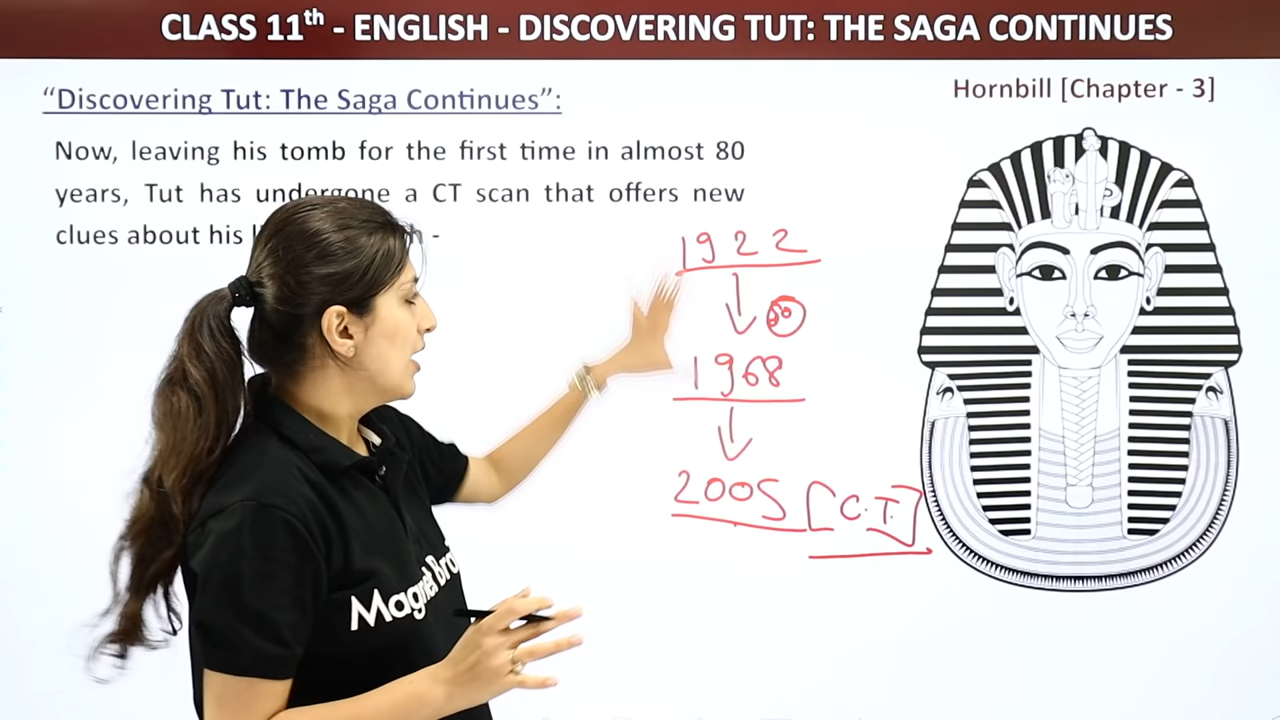 CLASS 11th - ENGLISH - DISCOVERING TUT: THE SAGA CONTINUES
"Discovering Tut: The Saga Continues”:
Hornbill [Chapter - 3]
Now, leaving his tomb for the first time in almost 80
years, Tut has undergone a CT scan that offers new
clues about his -
1922
1968
2005 [C.T.]
Magnet